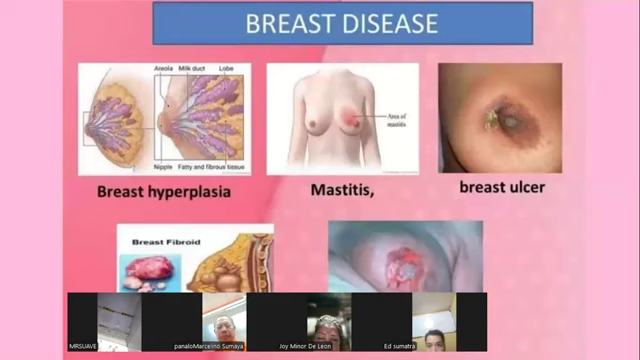 BREAST DISEASE
Areola Milk duct Lobe
Nipple Fatty and fibrous tissue
Breast hyperplasia
Area of
mastitis
Mastitis,
breast ulcer
Breast Fibroid
MRSUAVE
panaloMarcelino Sumaya
Joy Minor De Leon
Ed sumatra